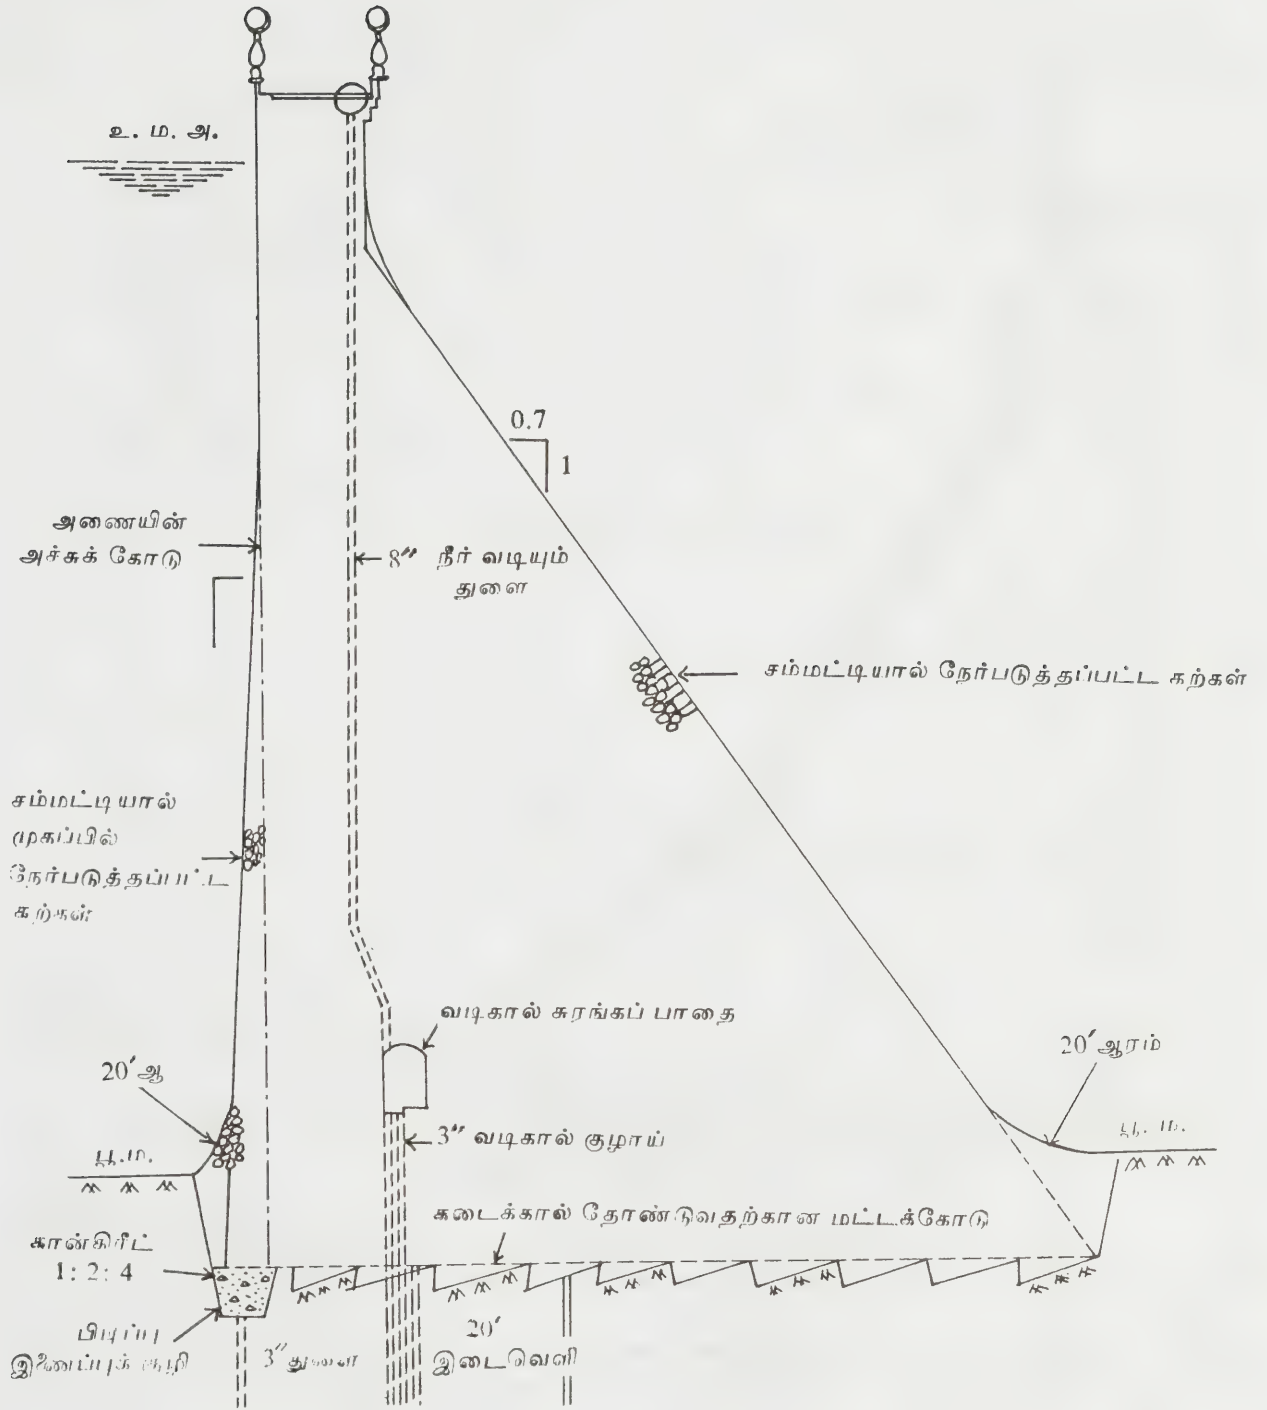 உ. ம. அ.
0.7
1
அணையின்
அச்சுக் கோடு
8" நீர் வடியும்
துளை
சம்மட்டியால் நேர்படுத்தப்பட்ட கற்கள்
சம்மட்டியால்
முகப்பில்
நேர்படுத்தப்பட்ட
கற்கள்
வடிகால் சுரங்கப் பாதை
20' ஆ
20' ஆரம்
3" வடிகால் குழாய்
பூ.ம.
பூ. ம.
கடைக்கால் தோண்டுவதற்கான மட்டக்கோடு
கான்கிரீட்
1: 2: 4
பிடிப்பு
இணைப்புக் குழி
3" துளை
20'
இடைவெளி